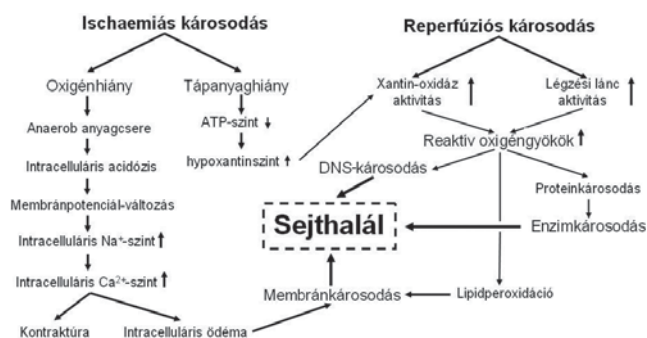 Ischaemiás károsodás
Reperfúziós károsodás
Oxigénhiány
Tápanyaghiány
Xantin-oxidáz
aktivitás
Légzési lánc
aktivitás
Anaerob anyagcsere
ATP-szint
Reaktiv oxigéngyökök
Intracelluláris acidózis
hypoxantinszint
DNS-károsodás
Proteinkárosodás
Membránpotenciál-változás
Sejthalál
Enzimkárosodás
Intracelluláris Na⁺-szint
Intracelluláris Ca²⁺-szint
Membránkárosodás
Lipidperoxidáció
Kontraktúra
Intracelluláris ödéma